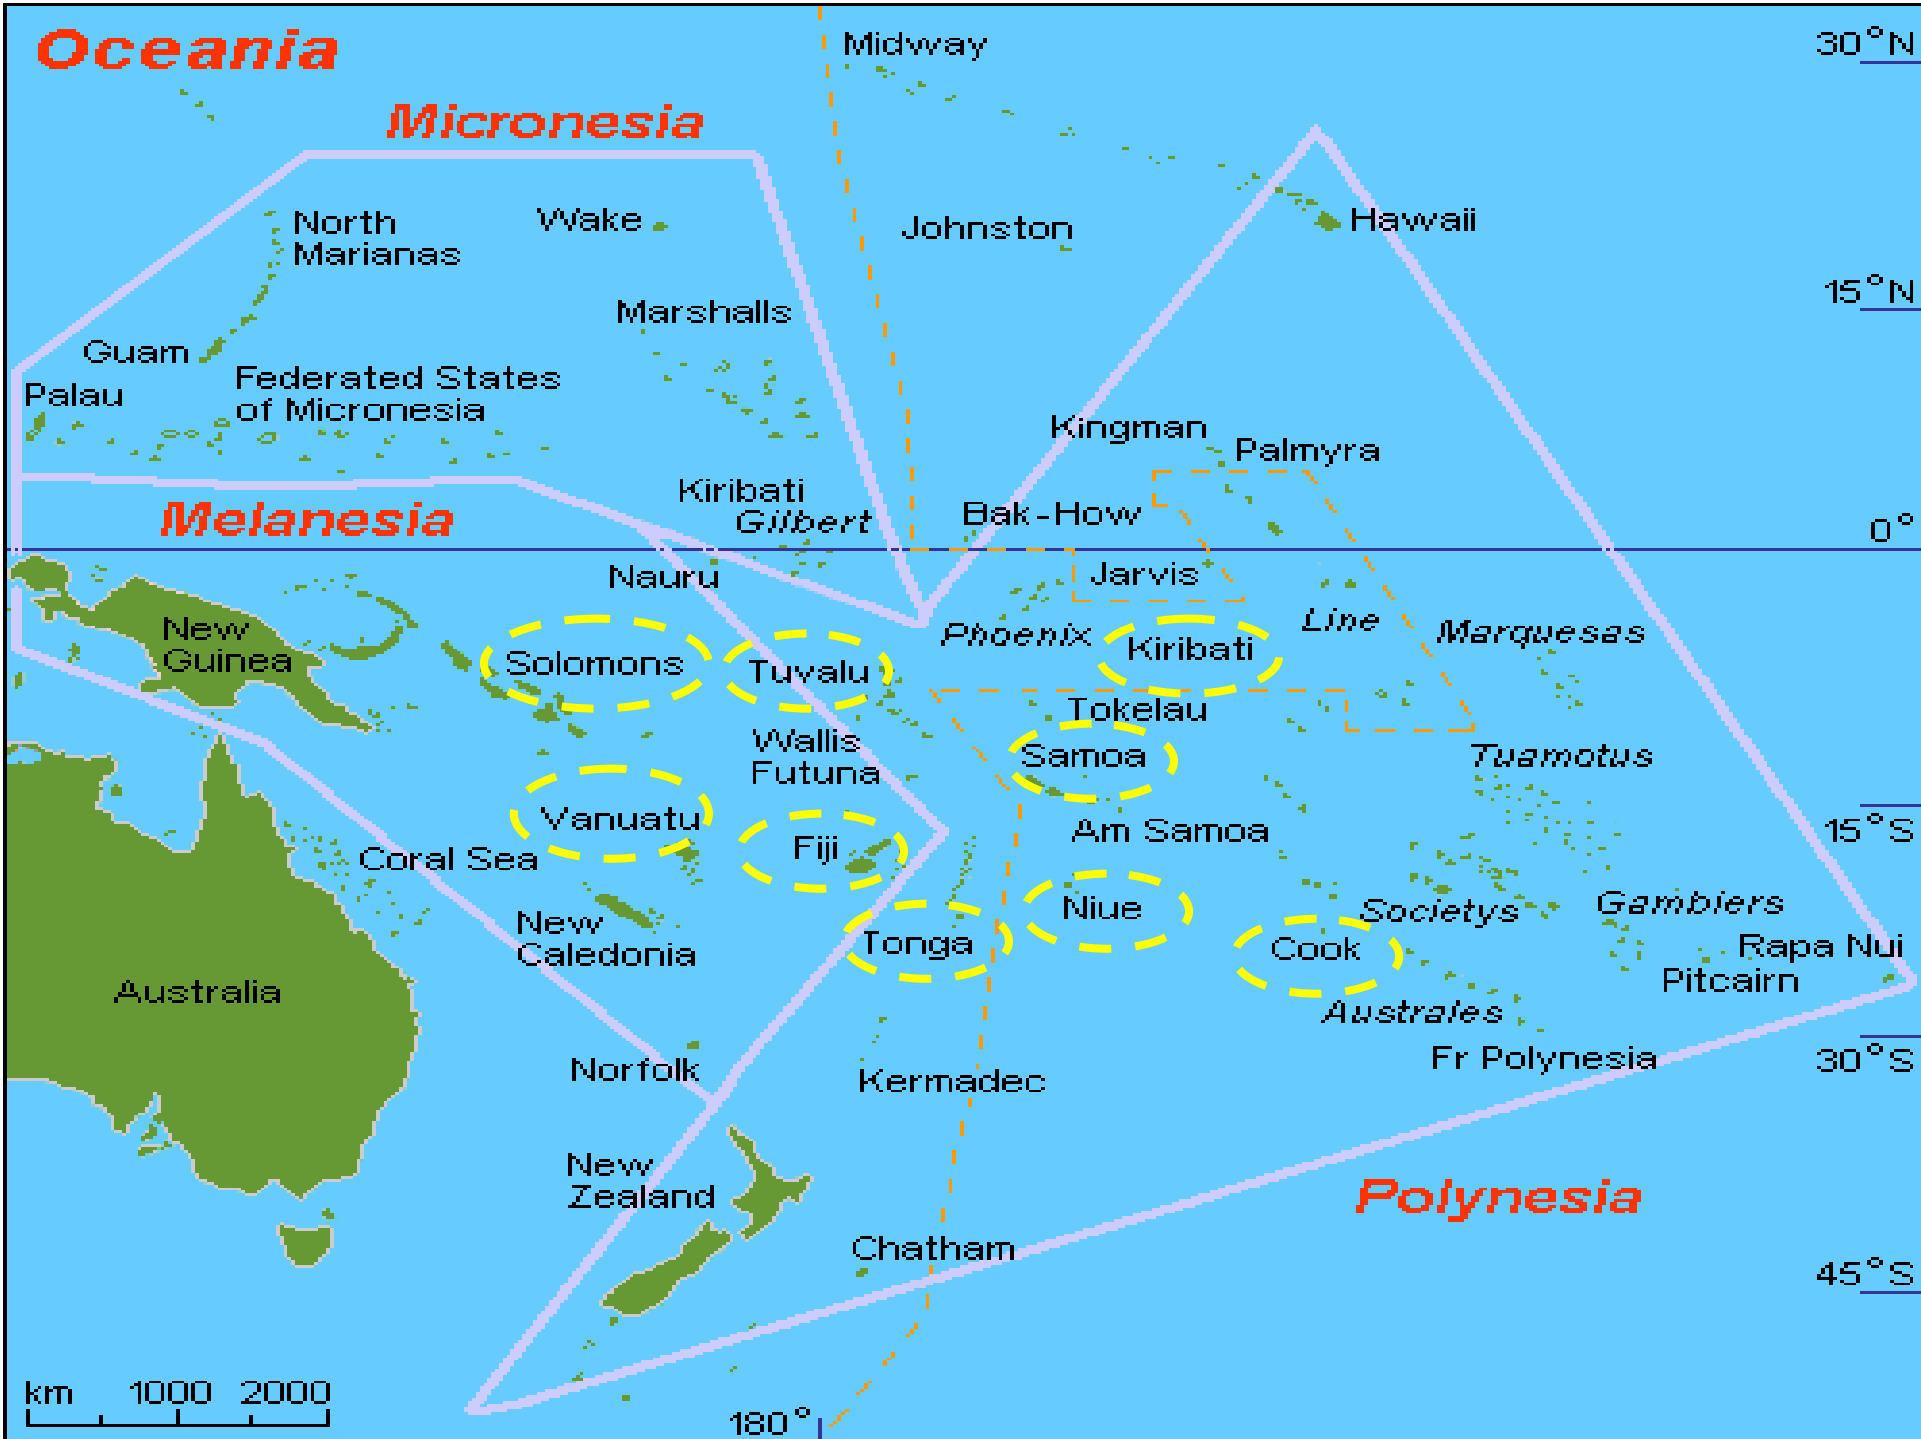 Oceania
Midway
30°N
Micronesia
North
Marianas
Wake
Johnston
Hawaii
15°N
Marshalls
Guam
Federated States
of Micronesia
Palau
Kingman
Palmyra
Kiribati
Gilbert
Melanesia
Bak-How
0°
Nauru
Jarvis
New
Guinea
Solomons
Tuvalu
Phoenix
Kiribati
Line
Marquesas
Tokelau
Wallis
Futuna
Samoa
Tuamotus
Vanuatu
Fiji
Am Samoa
15°S
Coral Sea
New
Caledonia
Tonga
Niue
Cook
Societys
Gambiers
Rapa Nui
Pitcairn
Australia
Australes
Norfolk
Kermadec
Fr Polynesia
30°S
New
Zealand
Polynesia
Chatham
45°S
km 1000 2000
180°